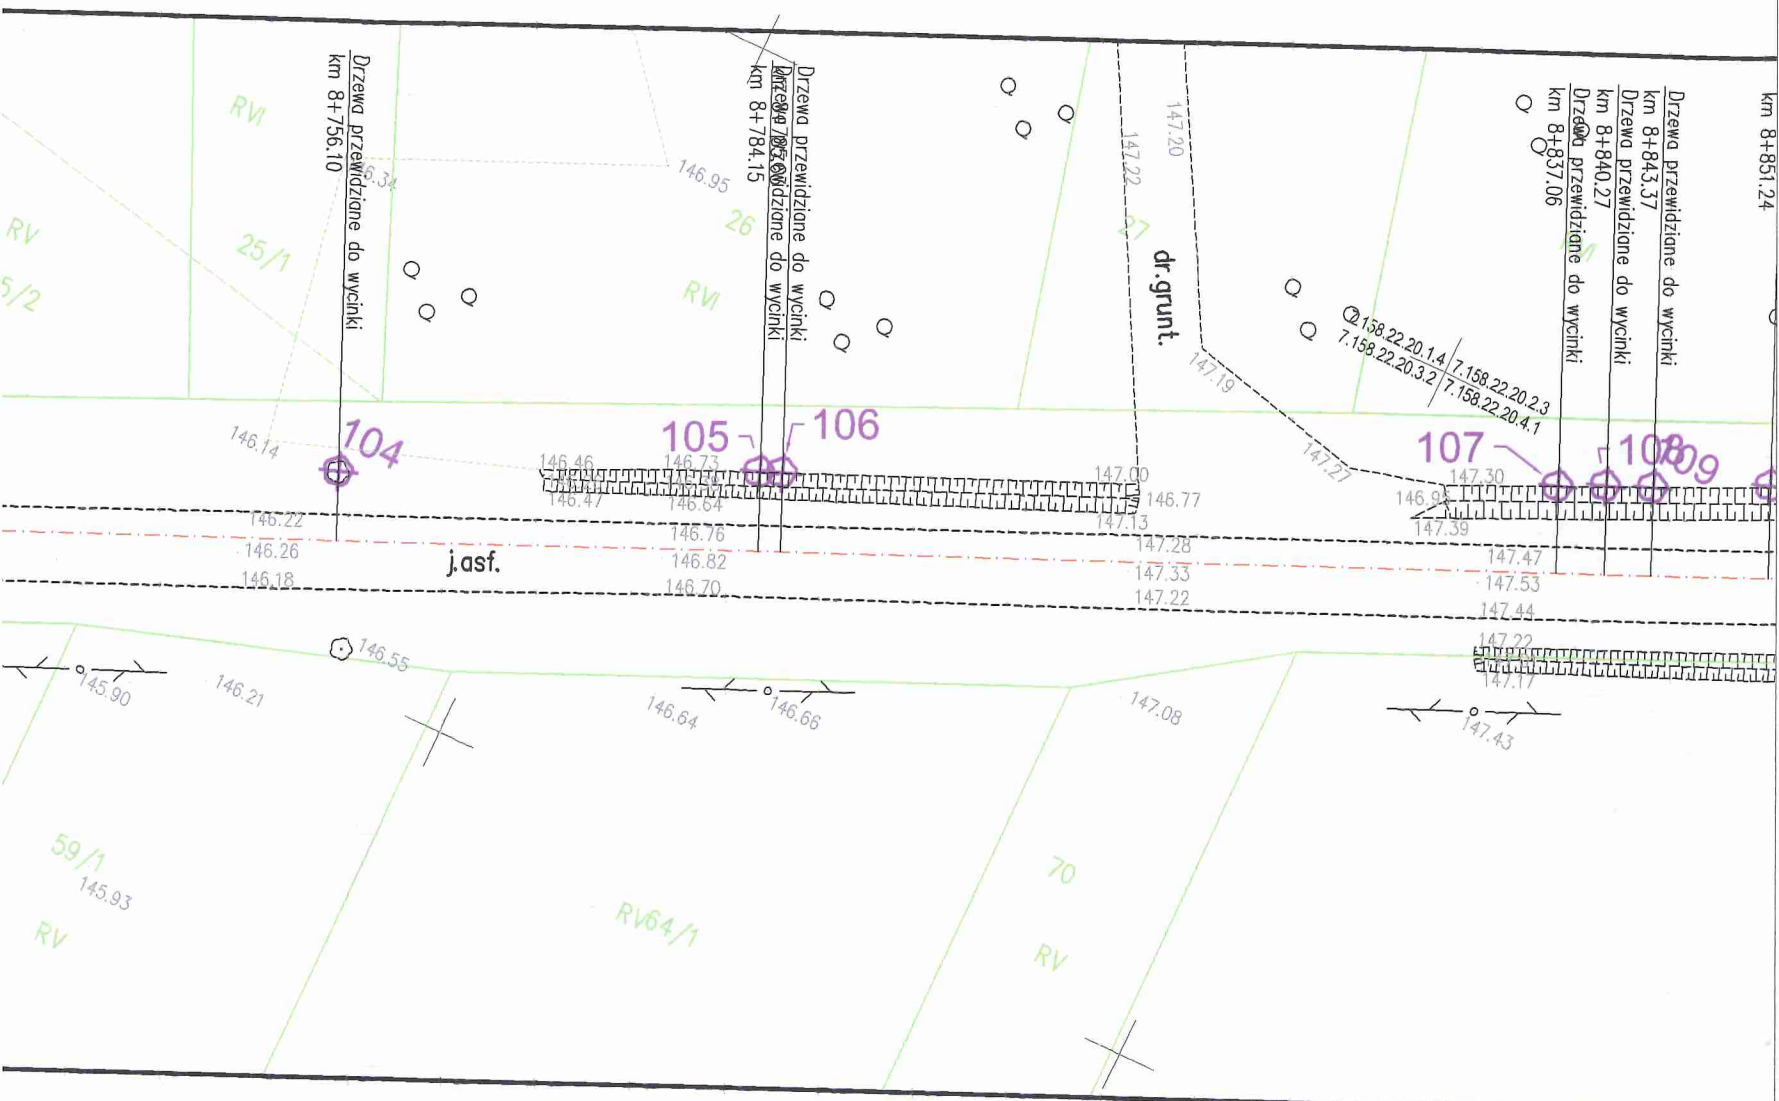 Drzewa przewidziane do wycinki
km 8+756.10
Drzewa przewidziane do wycinki
Drzewa przewidziane do wycinki
km 8+784.15
Drzewa przewidziane do wycinki
km 8+843.37
Drzewa przewidziane do wycinki
km 8+840.27
Drzewa przewidziane do wycinki
km 8+837.06
km 8+851.24
RVI
RV
25/1
5/2
146.95
26
RVI
147.20
147.22
27
dr.grunt.
147.19
147.27
7.158.22.20.2.3
7.158.22.20.3.2
7.158.22.20.4.1
146.14
104
105
106
107
108
109
146.46
146.73
146.47
146.64
147.00
146.77
147.13
147.30
147.39
146.22
146.26
146.18
j.asf.
146.76
146.82
146.70
147.28
147.33
147.22
147.47
147.53
147.44
147.22
147.17
146.55
145.90
146.21
146.64
146.66
147.08
147.43
59/1
145.93
RV
RV64/1
70
RV